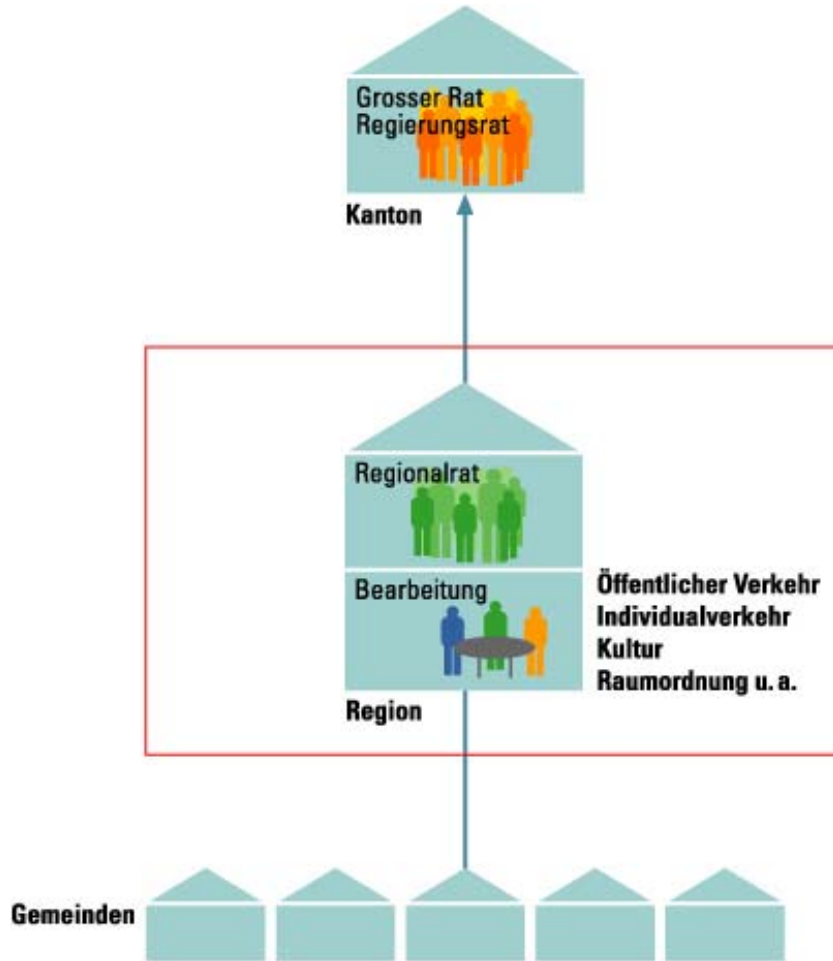 Grosser Rat
Regierungsrat
Kanton
Regionalrat
Bearbeitung
Öffentlicher Verkehr
Individualverkehr
Kultur
Raumordnung u. a.
Region
Gemeinden